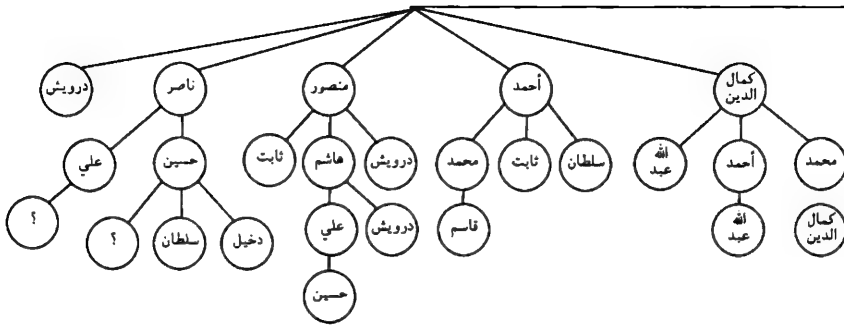 كمال
الدين
أحمد
منصور
ناصر
درويش
محمد
أحمد
عبد
الله
سلطان
ثابت
محمد
درويش
هاشم
ثابت
حسين
علي
كمال
الدين
عبد
الله
قاسم
درويش
علي
دخيل
سلطان
؟
؟
حسين